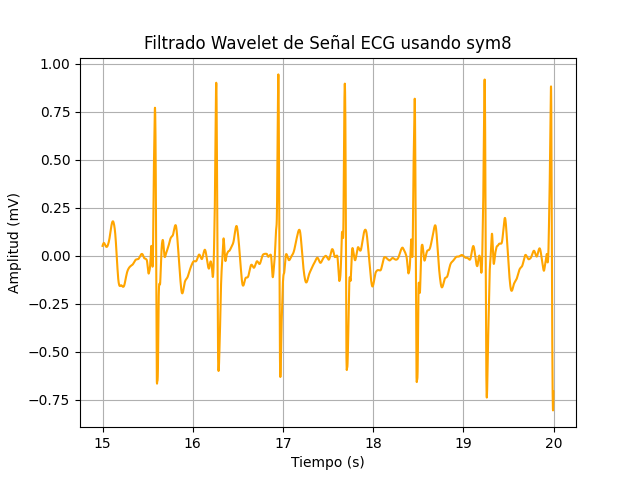 Filtrado Wavelet de Señal ECG usando sym8
1.00
0.75
0.50
0.25
0.00
−0.25
−0.50
−0.75
Amplitud (mV)
15 16 17 18 19 20
Tiempo (s)